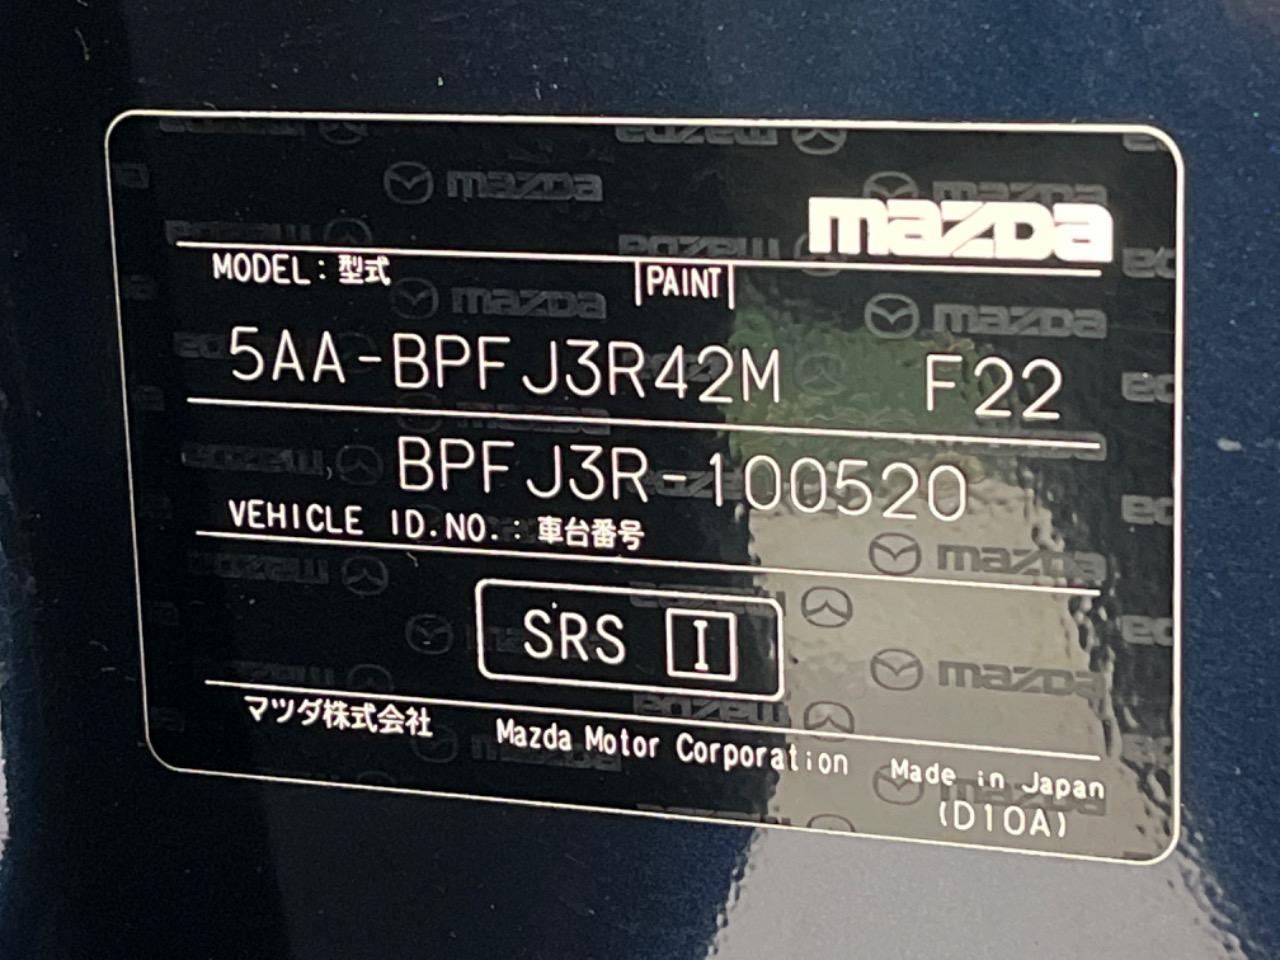 mazda
MODEL：型式 PAINT
5AA-BPFJ3R42M F22
BPFJ3R-100520
VEHICLE ID.NO.：車台番号
SRS I
マツダ株式会社 Mazda Motor Corporation Made in Japan
(D10A)